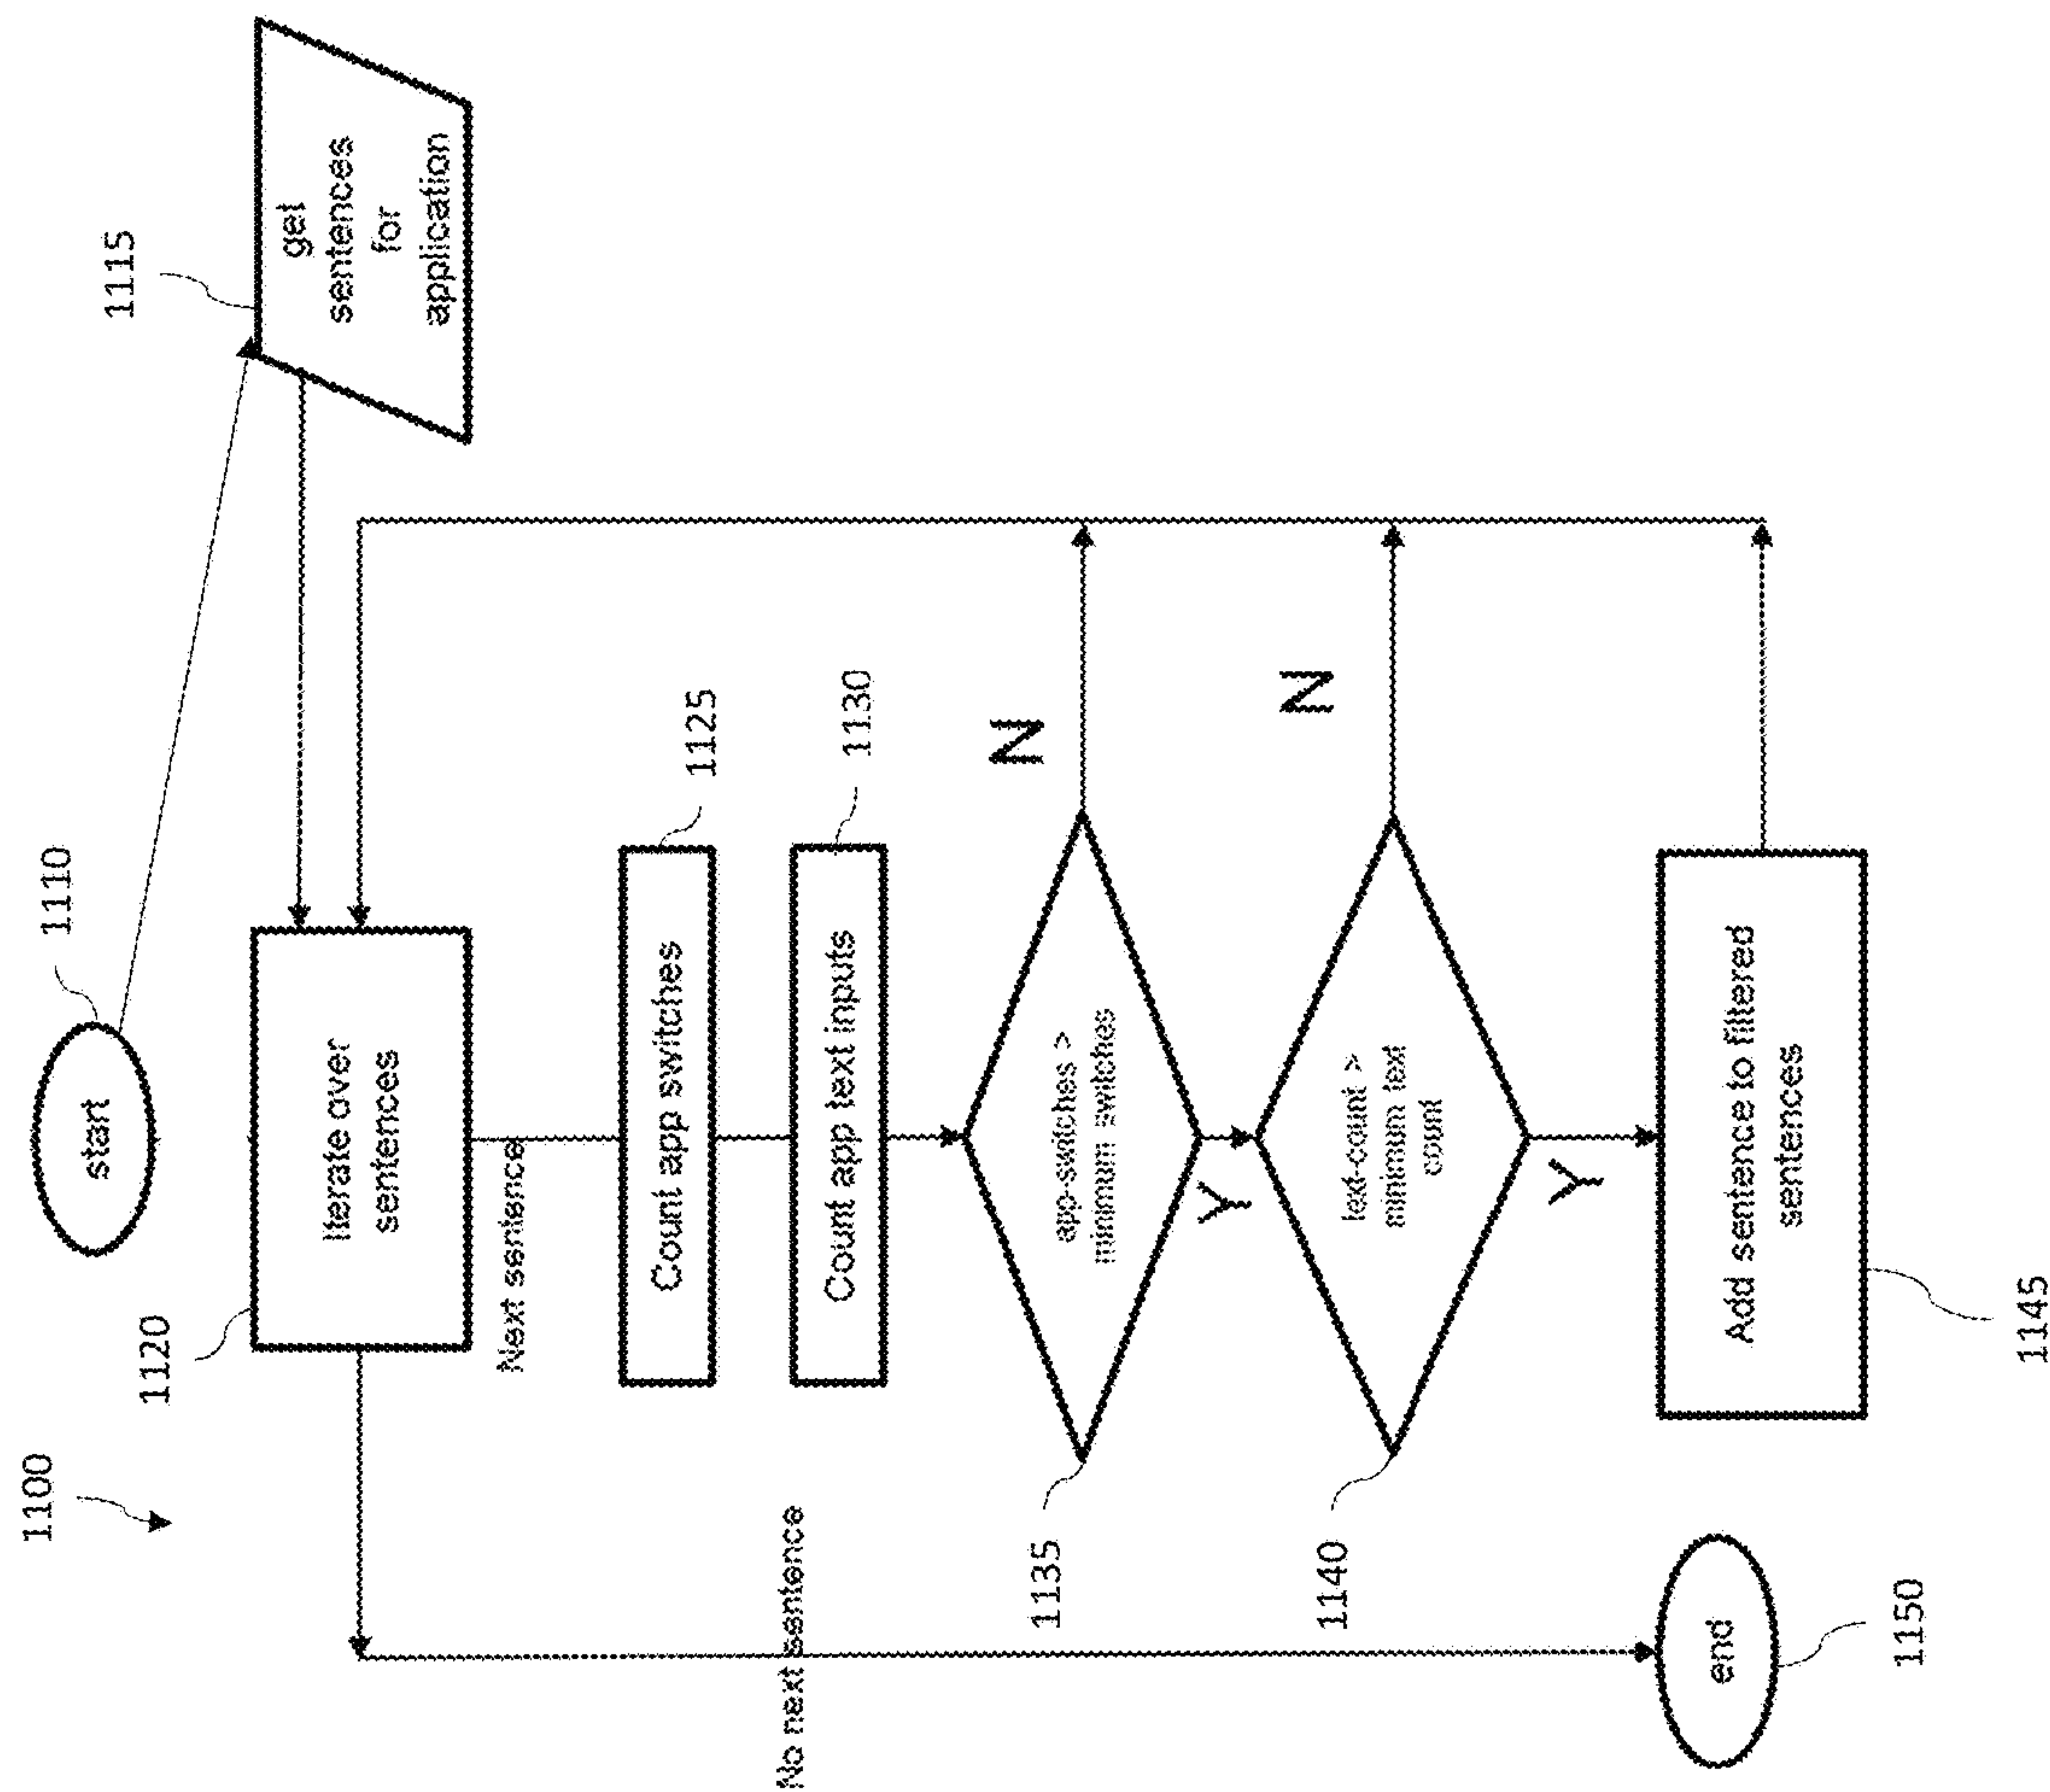 1100
1110
start
1115
get
sentences
for
application
1120
Iterate over
sentences
Next sentence
1125
Count app switches
1130
Count app text inputs
1135
app-switches >
minimum switches
N
Y
1140
text-count >
minimum text
count
N
Y
Add sentence to filtered
sentences
1145
No next sentence
end
1150